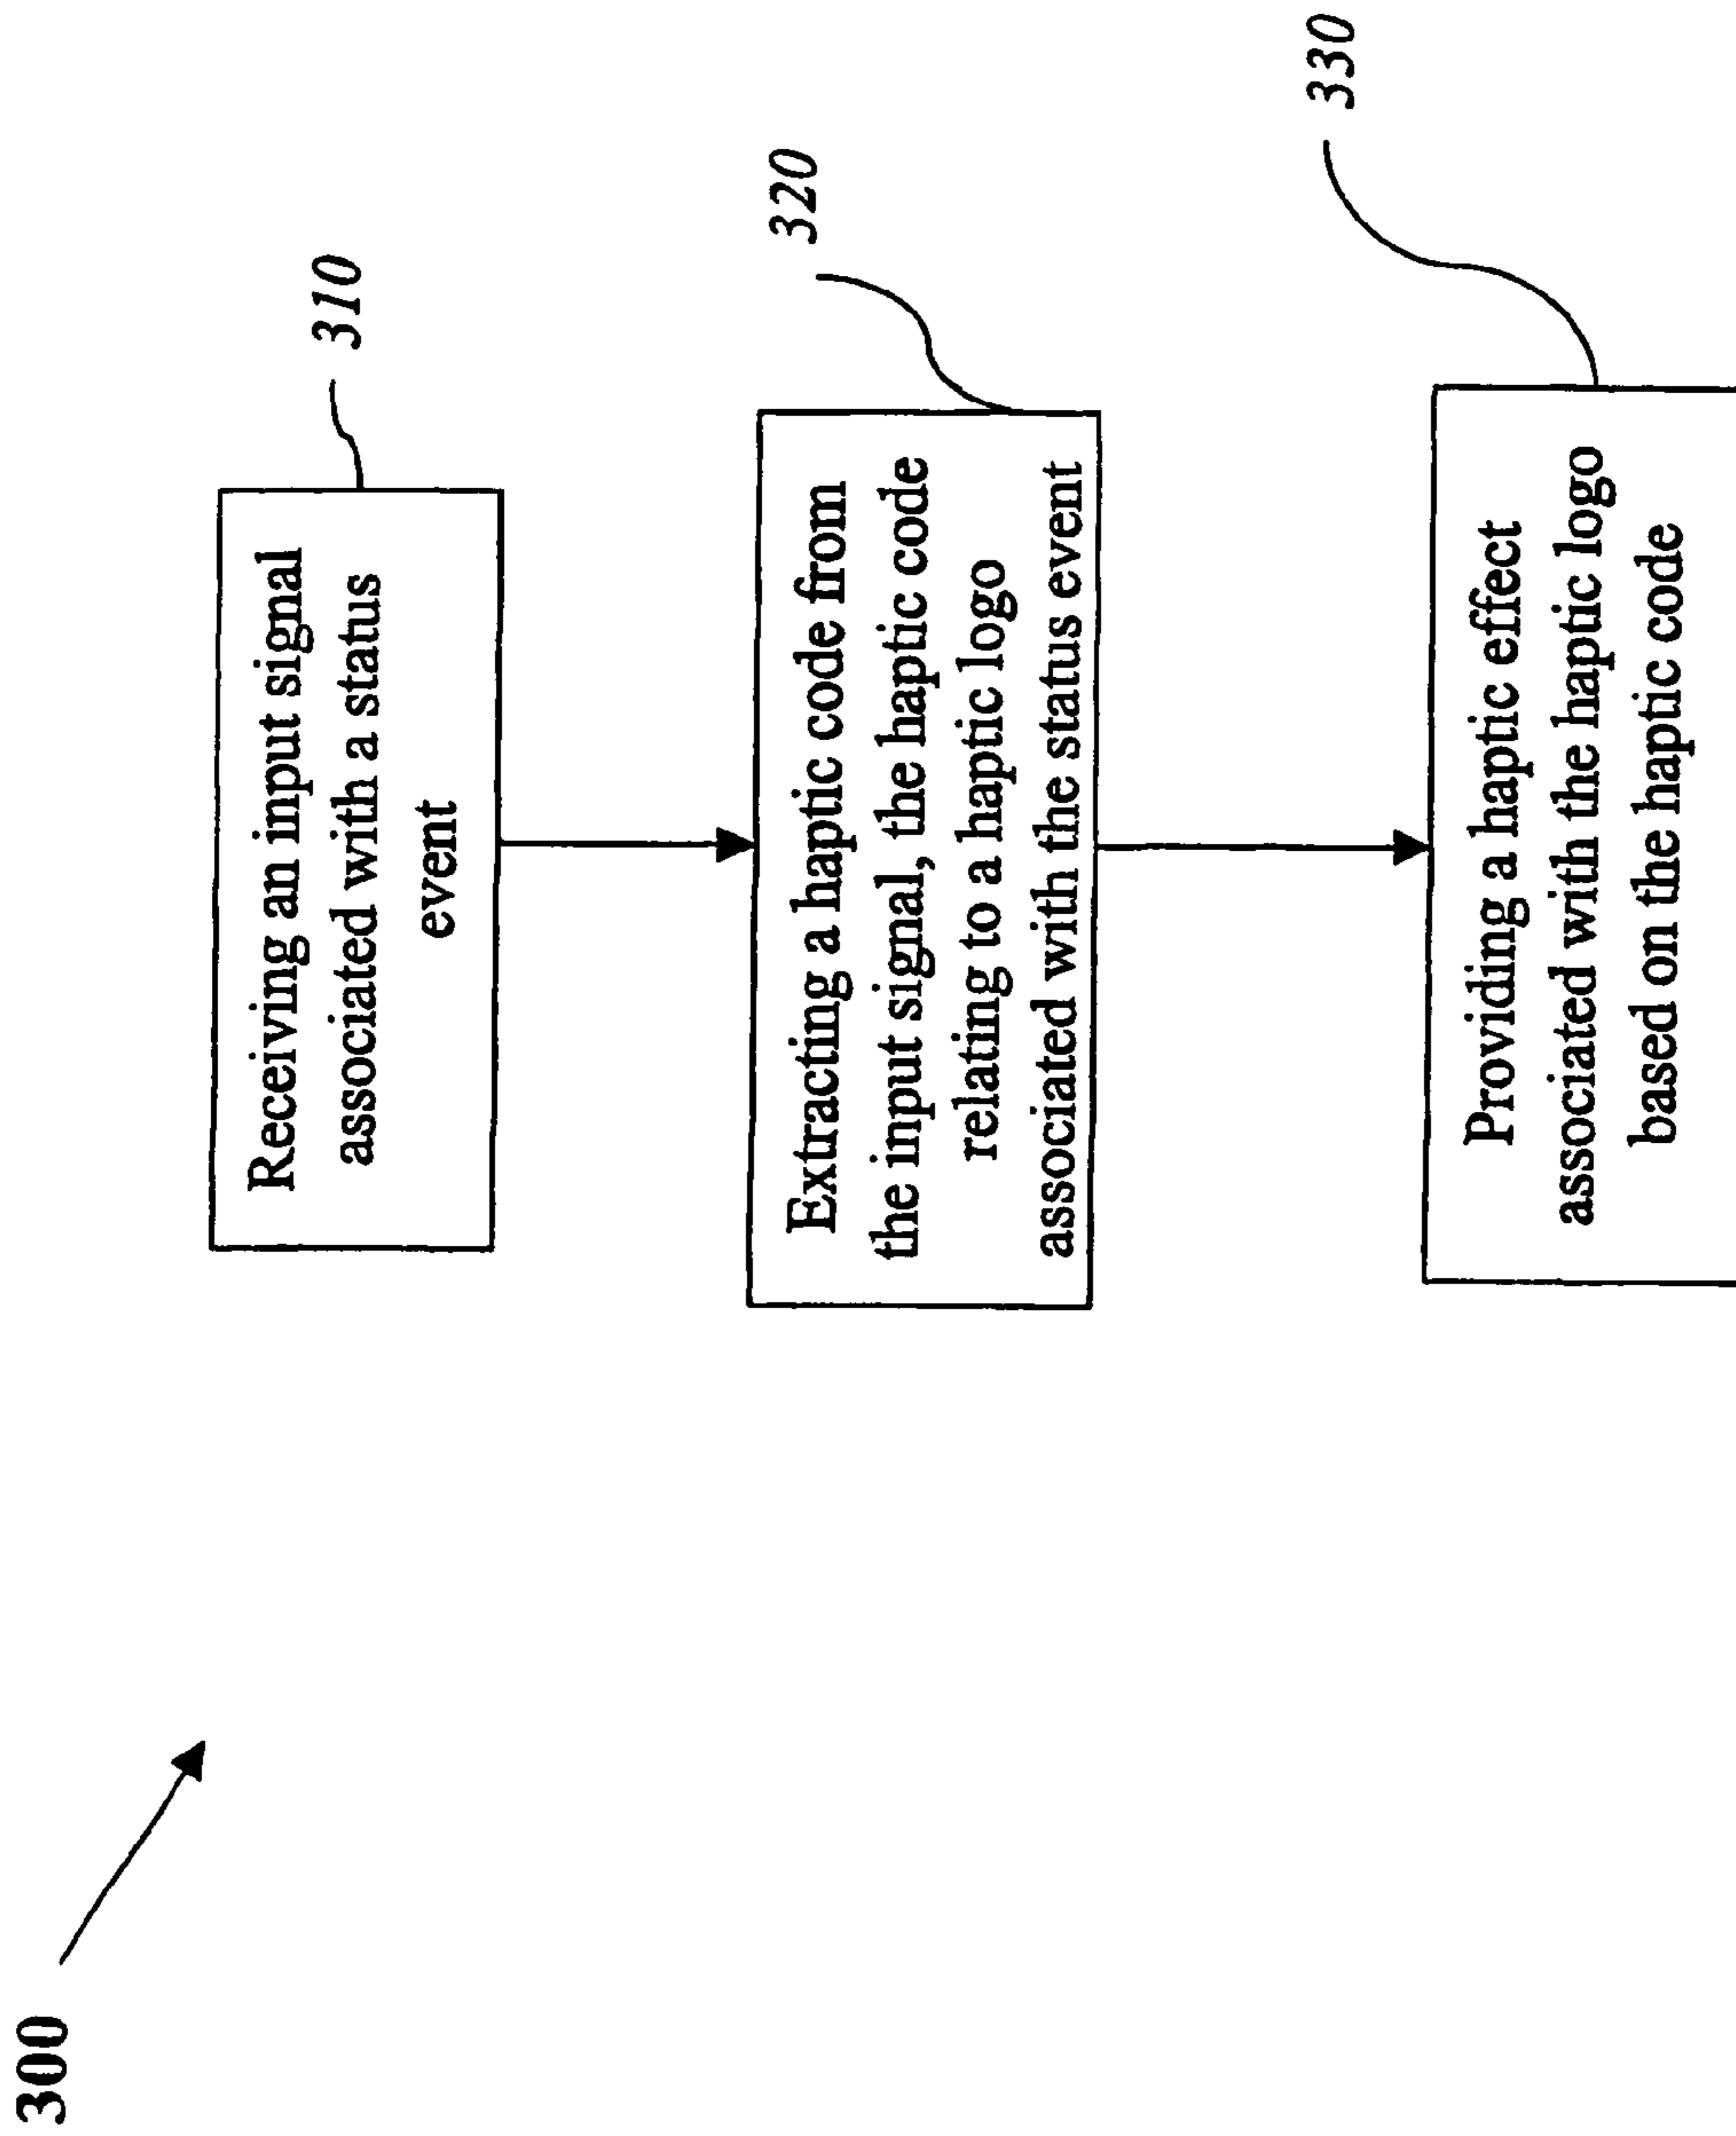 300
Receiving an input signal
associated with a status
event
310
Extracting a haptic code from
the input signal, the haptic code
relating to a haptic logo
associated with the status event
320
Providing a haptic effect
associated with the haptic logo
based on the haptic code
330